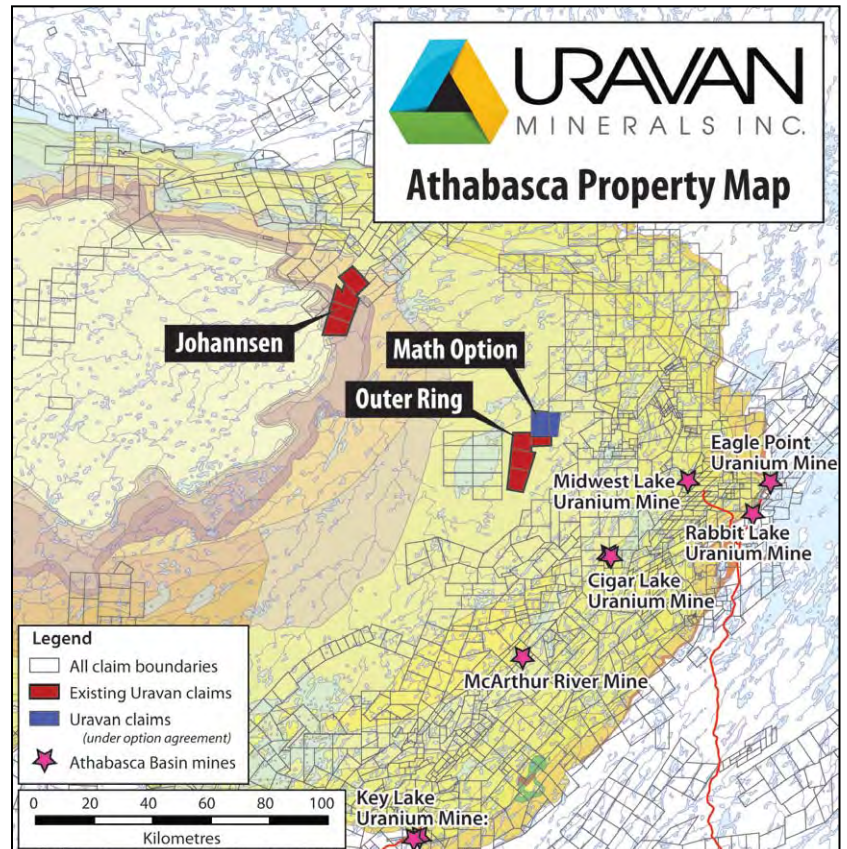 URAVAN
MINERALS INC.
Athabasca Property Map
Johannsen
Math Option
Outer Ring
Eagle Point
Uranium Mine
Midwest Lake
Uranium Mine
Rabbit Lake
Uranium Mine
Cigar Lake
Uranium Mine
McArthur River Mine
Legend
All claim boundaries
Existing Uravan claims
Uravan claims
(under option agreement)
Athabasca Basin mines
0 20 40 60 80 100
Kilometres
Key Lake
Uranium Mine: